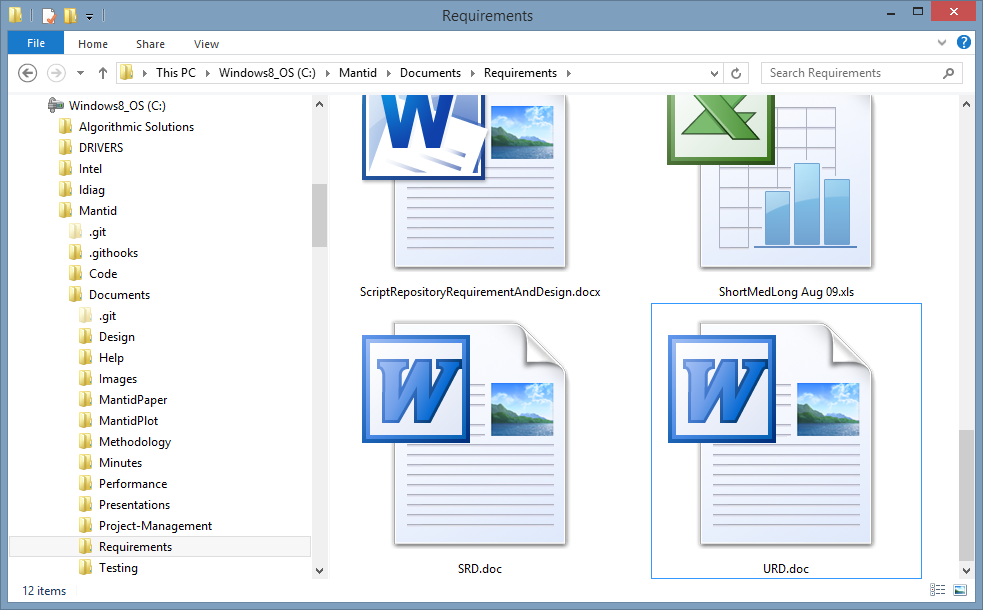 Requirements
File Home Share View
This PC Windows8_OS (C:) Mantid Documents Requirements
Search Requirements
Windows8_OS (C:)
Algorithmic Solutions
DRIVERS
Intel
Idiag
Mantid
.git
.githooks
Code
Documents
.git
Design
Help
Images
MantidPaper
MantidPlot
Methodology
Minutes
Performance
Presentations
Project-Management
Requirements
Testing
W
X
ScriptRepositoryRequirementAndDesign.docx
ShortMedLong Aug 09.xls
W
W
SRD.doc
URD.doc
12 items